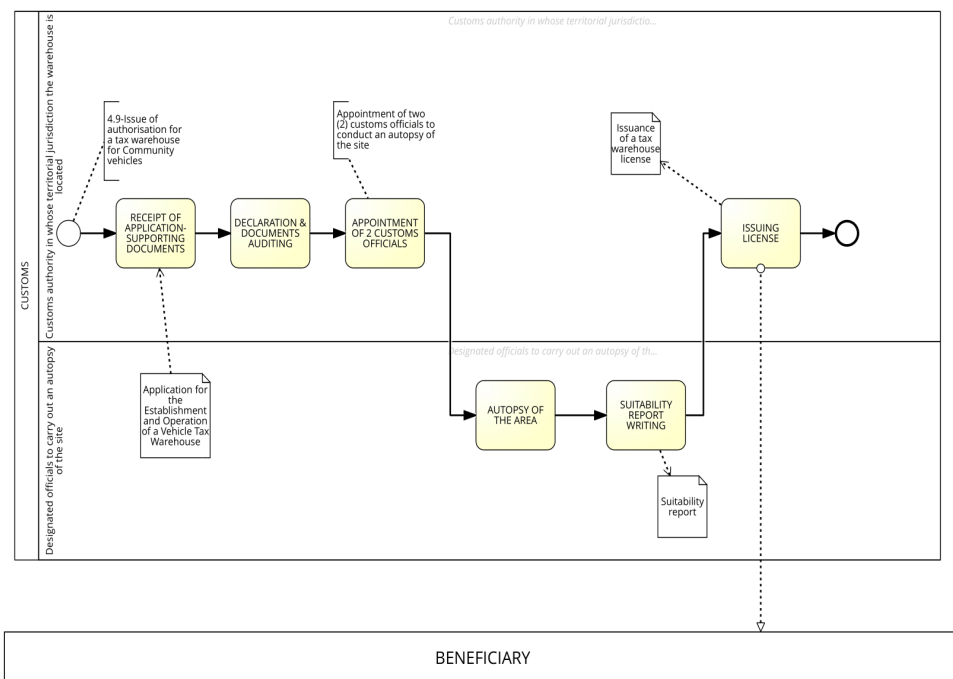 Customs authority in whose territorial jurisdictio...
CUSTOMS
Customs authority in whose territorial jurisdiction the warehouse is
located
4.9-Issue of
authorisation for
a tax warehouse
for Community
vehicles
Appointment of two
(2) customs officials to
conduct an autopsy of
the site
Issuance
of a tax
warehouse
license
RECEIPT OF
APPLICATION-
SUPPORTING
DOCUMENTS
DECLARATION &
DOCUMENTS
AUDITING
APPOINTMENT
OF 2 CUSTOMS
OFFICIALS
ISSUING
LICENSE
Designated officials to carry out an autopsy of th...
Designated officials to carry out an autopsy
of the site
Application for
the
Establishment
and Operation
of a Vehicle Tax
Warehouse
AUTOPSY OF
THE AREA
SUITABILITY
REPORT
WRITING
Suitability
report
BENEFICIARY